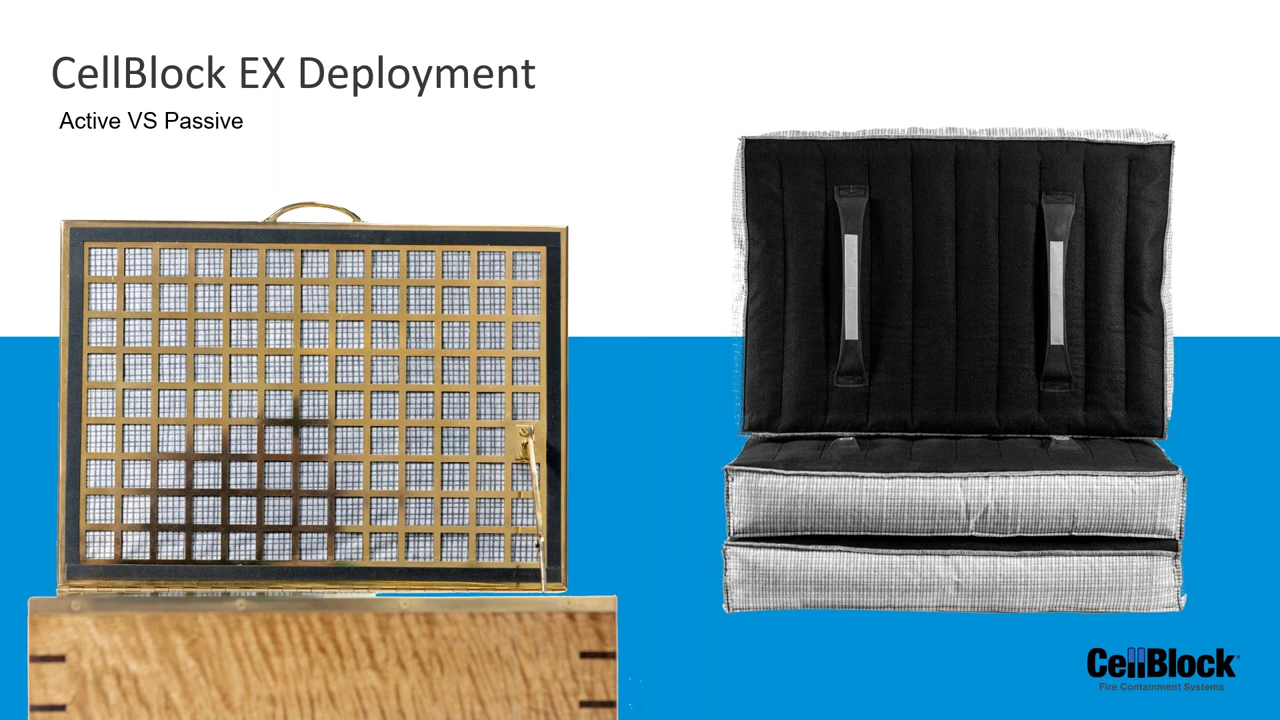 CellBlock EX Deployment
Active VS Passive
CellBlock
Fire Containment Systems